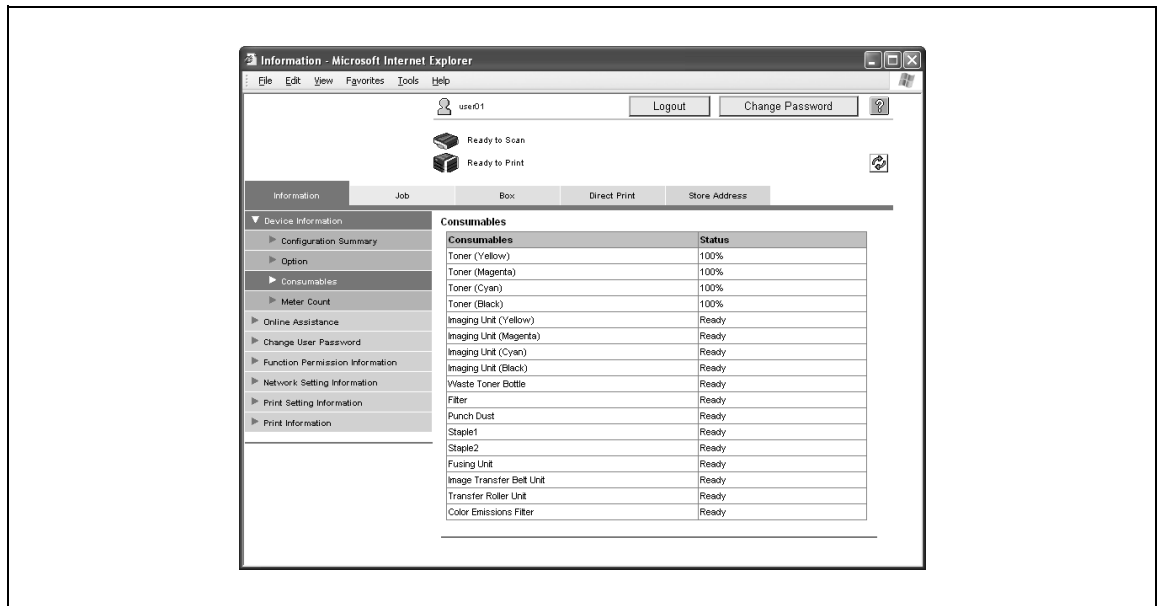 Information - Microsoft Internet Explorer
File Edit View Favorites Tools Help
user01 Logout Change Password ?
Ready to Scan
Ready to Print
Information Job Box Direct Print Store Address
Device Information
Configuration Summary
Option
Consumables
Meter Count
Online Assistance
Change User Password
Function Permission Information
Network Setting Information
Print Setting Information
Print Information
Consumables
Consumables Status
Toner (Yellow) 100%
Toner (Magenta) 100%
Toner (Cyan) 100%
Toner (Black) 100%
Imaging Unit (Yellow) Ready
Imaging Unit (Magenta) Ready
Imaging Unit (Cyan) Ready
Imaging Unit (Black) Ready
Waste Toner Bottle Ready
Filter Ready
Punch Dust Ready
Staple1 Ready
Staple2 Ready
Fusing Unit Ready
Image Transfer Belt Unit Ready
Transfer Roller Unit Ready
Color Emissions Filter Ready